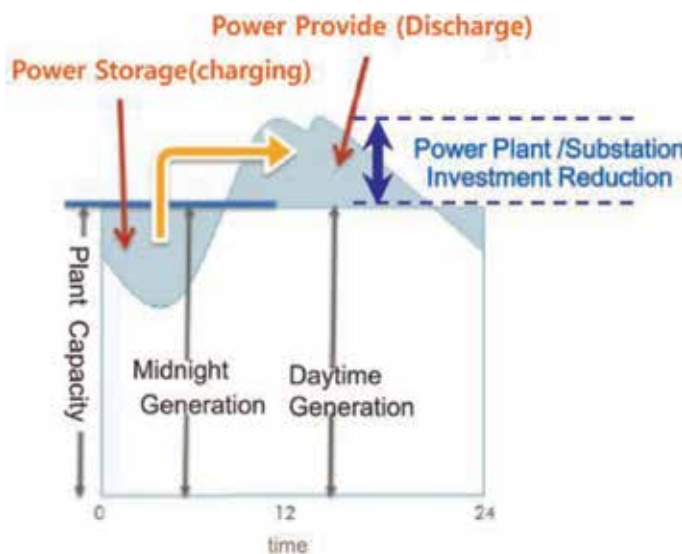 Power Provide (Discharge)
Power Storage(charging)
Power Plant /Substation
Investment Reduction
Plant Capacity
Midnight
Generation
Daytime
Generation
0
12
24
time